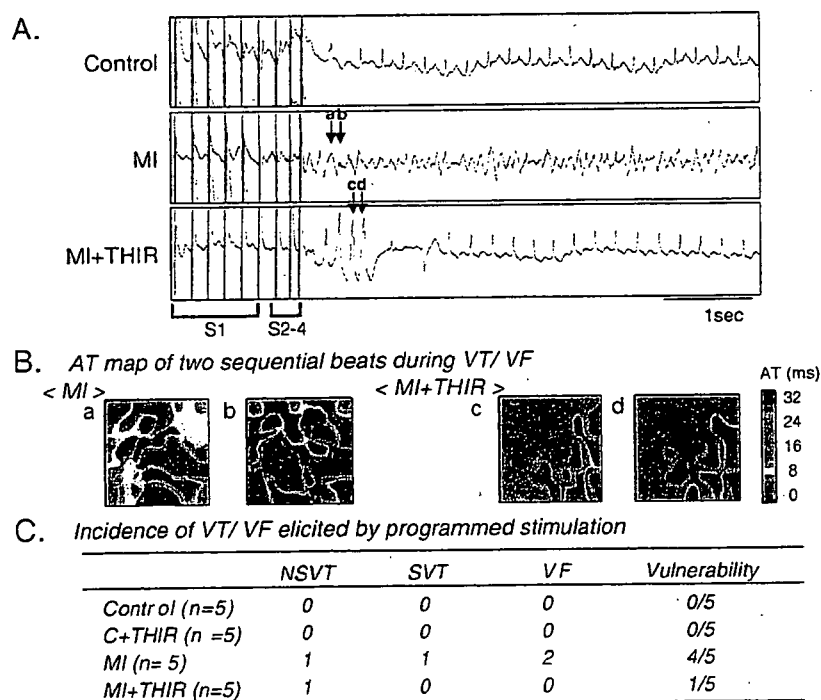 A.
Control
ab
MI
cd
MI+THIR
S1 S2-4
1sec
B. AT map of two sequential beats during VT/ VF
< MI > < MI+THIR >
a b c d
AT (ms)
32
24
16
8
0
C. Incidence of VT/ VF elicited by programmed stimulation
NSVT SVT VF Vulnerability
Control (n=5) 0 0 0 0/5
C+THIR (n =5) 0 0 0 0/5
MI (n= 5) 1 1 2 4/5
MI+THIR (n=5) 1 0 0 1/5